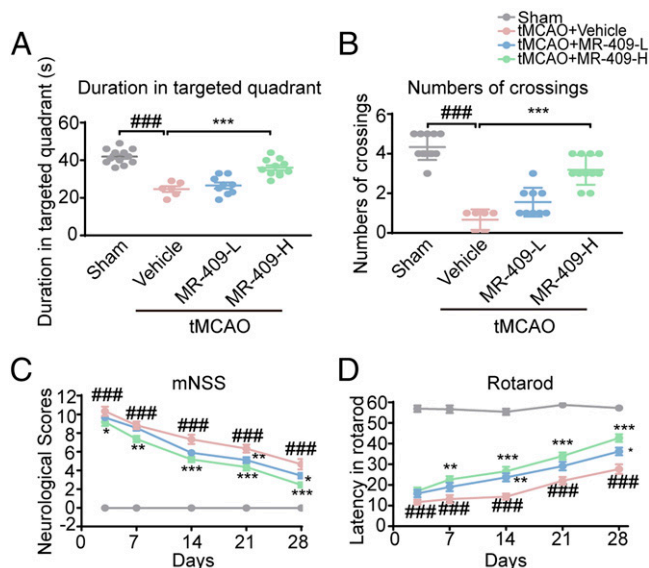 Sham
tMCAO+Vehicle
tMCAO+MR-409-L
tMCAO+MR-409-H
A
Duration in targeted quadrant
Duration in targeted quadrant (s)
### ***
60
40
20
0
Sham
Vehicle
MR-409-L
MR-409-H
tMCAO
B
Numbers of crossings
Numbers of crossings
### ***
6
4
2
0
Sham
Vehicle
MR-409-L
MR-409-H
tMCAO
C
mNSS
Neurological Scores
12
10
8
6
4
2
0
-2
### ### ### ### ###
* ** *** ** *** * ***
0 7 14 21 28
Days
D
Rotarod
Latency in rotarod
60
50
40
30
20
10
0
** *** *** ***
** *
### ### ### ### ###
0 7 14 21 28
Days